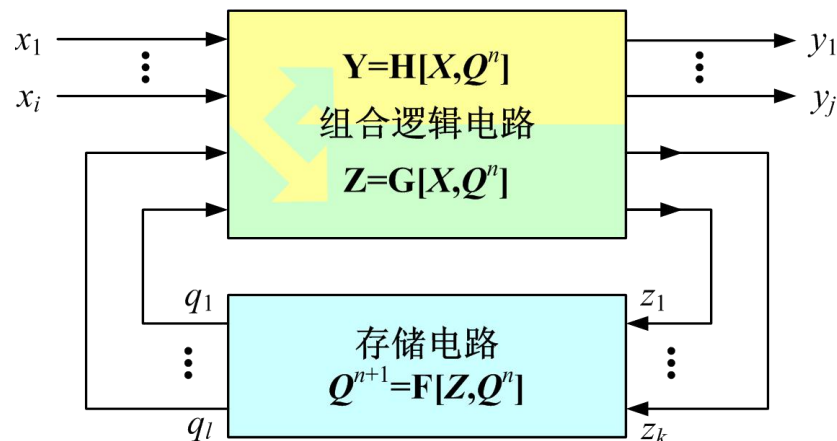 x₁
⋮
xᵢ
Y=H[X,Qⁿ]
组合逻辑电路
Z=G[X,Qⁿ]
y₁
⋮
yⱼ
q₁
⋮
qₗ
存储电路
Qⁿ⁺¹=F[Z,Qⁿ]
z₁
⋮
zₖ